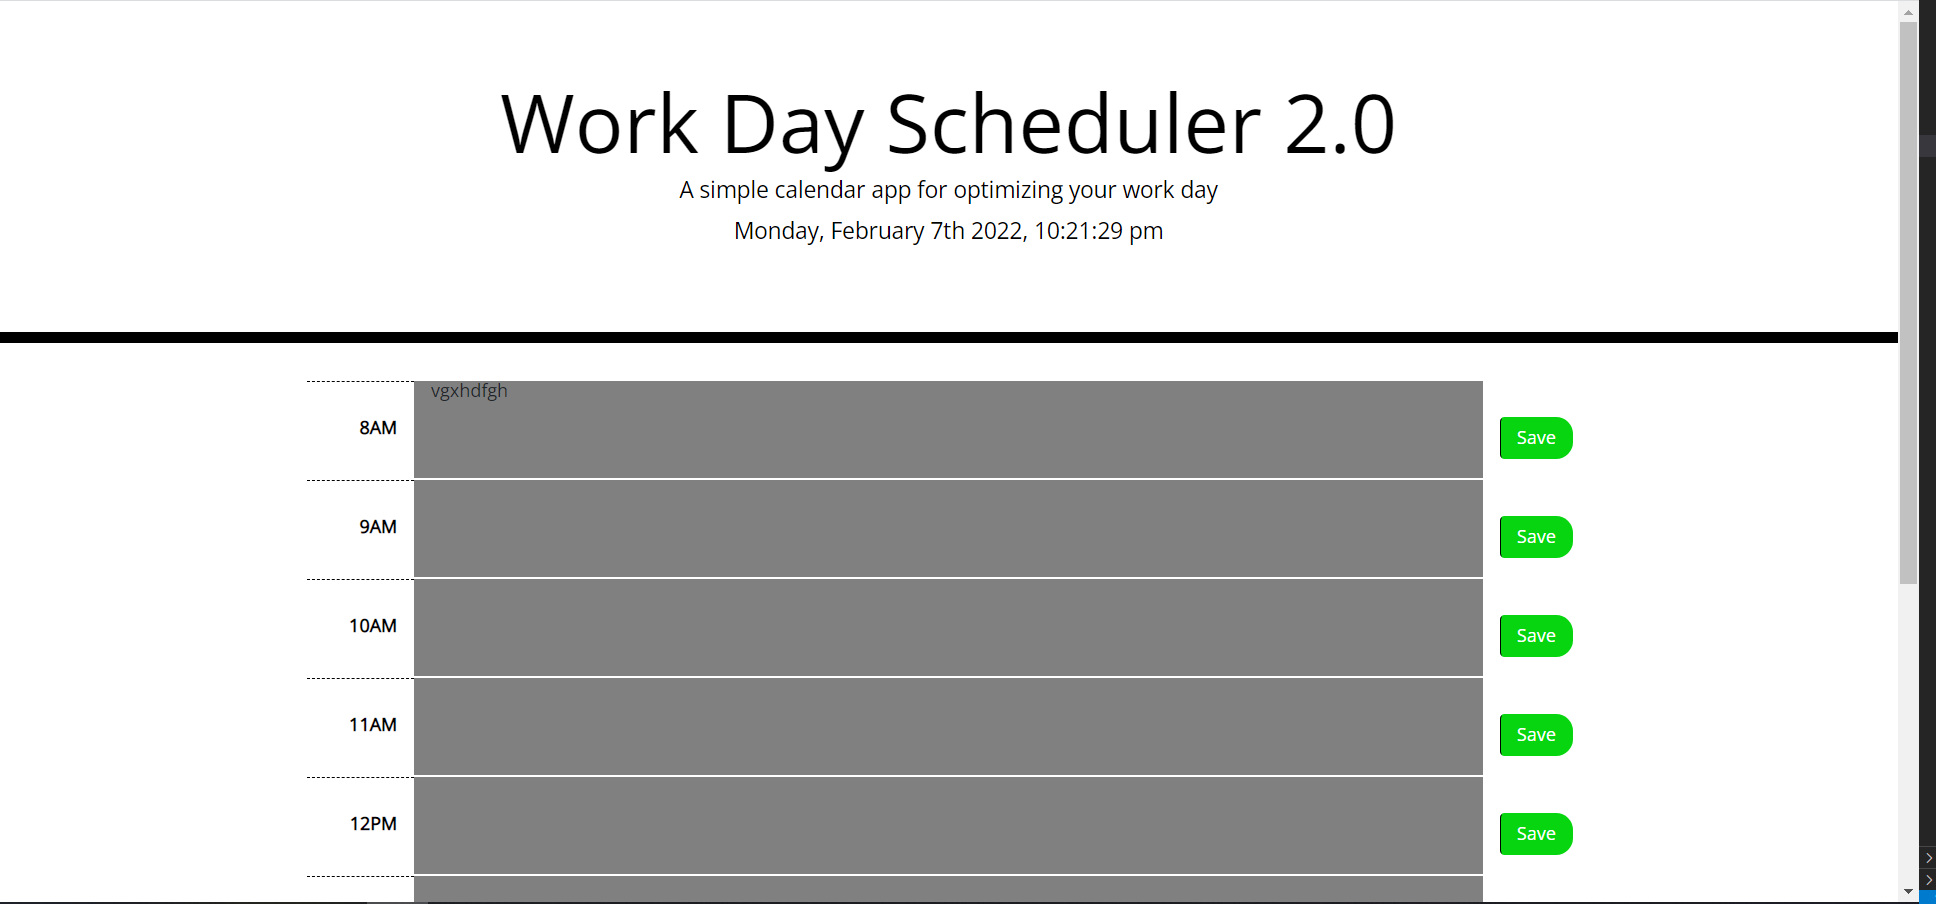 Work Day Scheduler 2.0
A simple calendar app for optimizing your work day
Monday, February 7th 2022, 10:21:29 pm
8AM
vgxhdfgh
Save
9AM
Save
10AM
Save
11AM
Save
12PM
Save